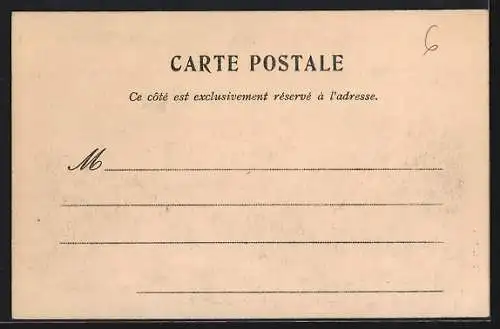 6
CARTE POSTALE
Ce côté est exclusivement réservé à l'adresse.
M